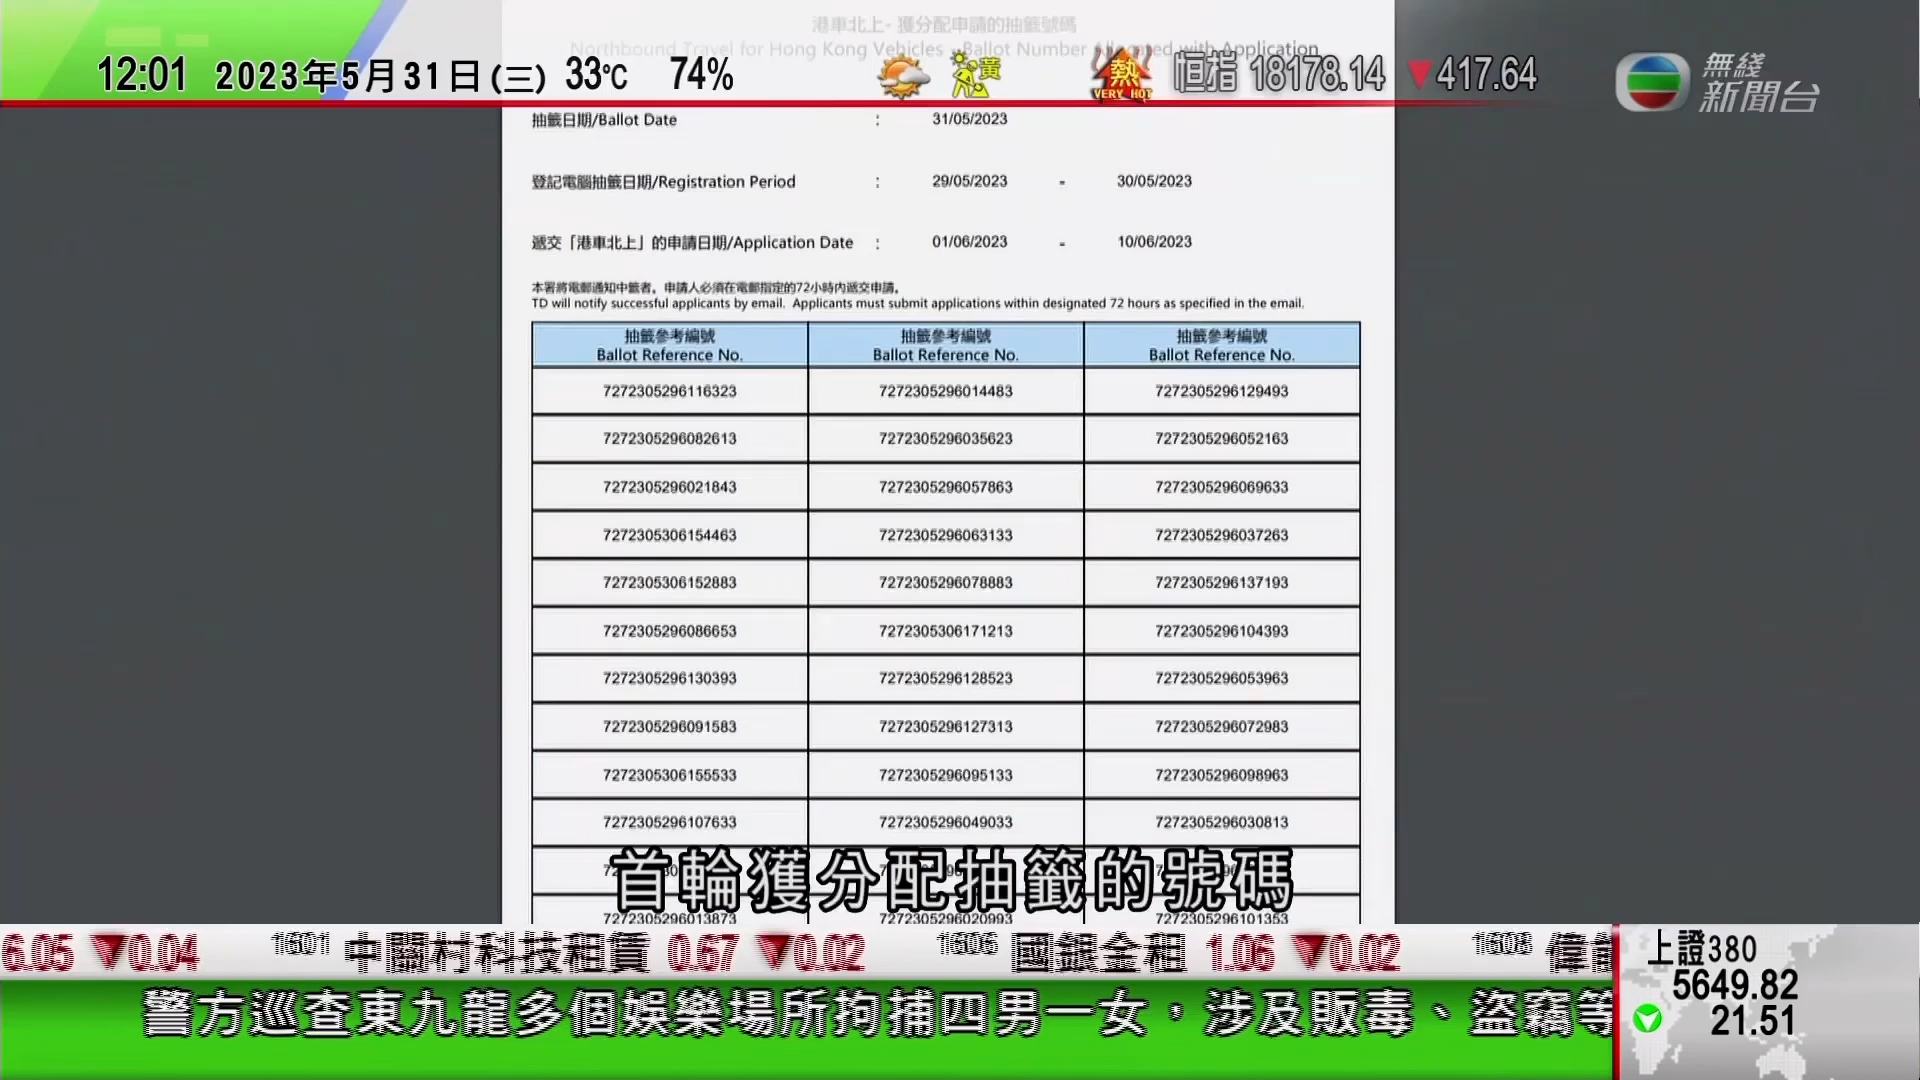 港車北上- 獲分配申請的抽籤號碼
Northbound Travel for Hong Kong Vehicles - Ballot Number Allocated with Application
12:01 2023年5月31日(三) 33℃ 74% 黃 熱 VERY HOT 恒指 18178.14 ▼417.64
無綫
新聞台
抽籤日期/Ballot Date : 31/05/2023
登記電腦抽籤日期/Registration Period : 29/05/2023 - 30/05/2023
遞交「港車北上」的申請日期/Application Date : 01/06/2023 - 10/06/2023
本署將電郵通知中籤者。申請人必須在電郵指定的72小時內遞交申請。
TD will notify successful applicants by email. Applicants must submit applications within designated 72 hours as specified in the email.
抽籤參考編號 抽籤參考編號 抽籤參考編號
Ballot Reference No. Ballot Reference No. Ballot Reference No.
7272305296116323 7272305296014483 7272305296129493
7272305296082613 7272305296035623 7272305296052163
7272305296021843 7272305296057863 7272305296069633
7272305306154463 7272305296063133 7272305296037263
7272305306152883 7272305296078883 7272305296137193
7272305296086653 7272305306171213 7272305296104393
7272305296130393 7272305296128523 7272305296053963
7272305296091583 7272305296127313 7272305296072983
7272305306155533 7272305296095133 7272305296098963
7272305296107633 7272305296049033 7272305296030813
首輪獲分配抽籤的號碼
7272305296013873 7272305296020993 7272305296101353
6.05 ▼0.04 1601 中關村科技租賃 0.67 ▼0.02 1606 國銀金租 1.06 ▼0.02 1608 偉能
上證380
5649.82
21.51
警方巡查東九龍多個娛樂場所拘捕四男一女，涉及販毒、盜竊等